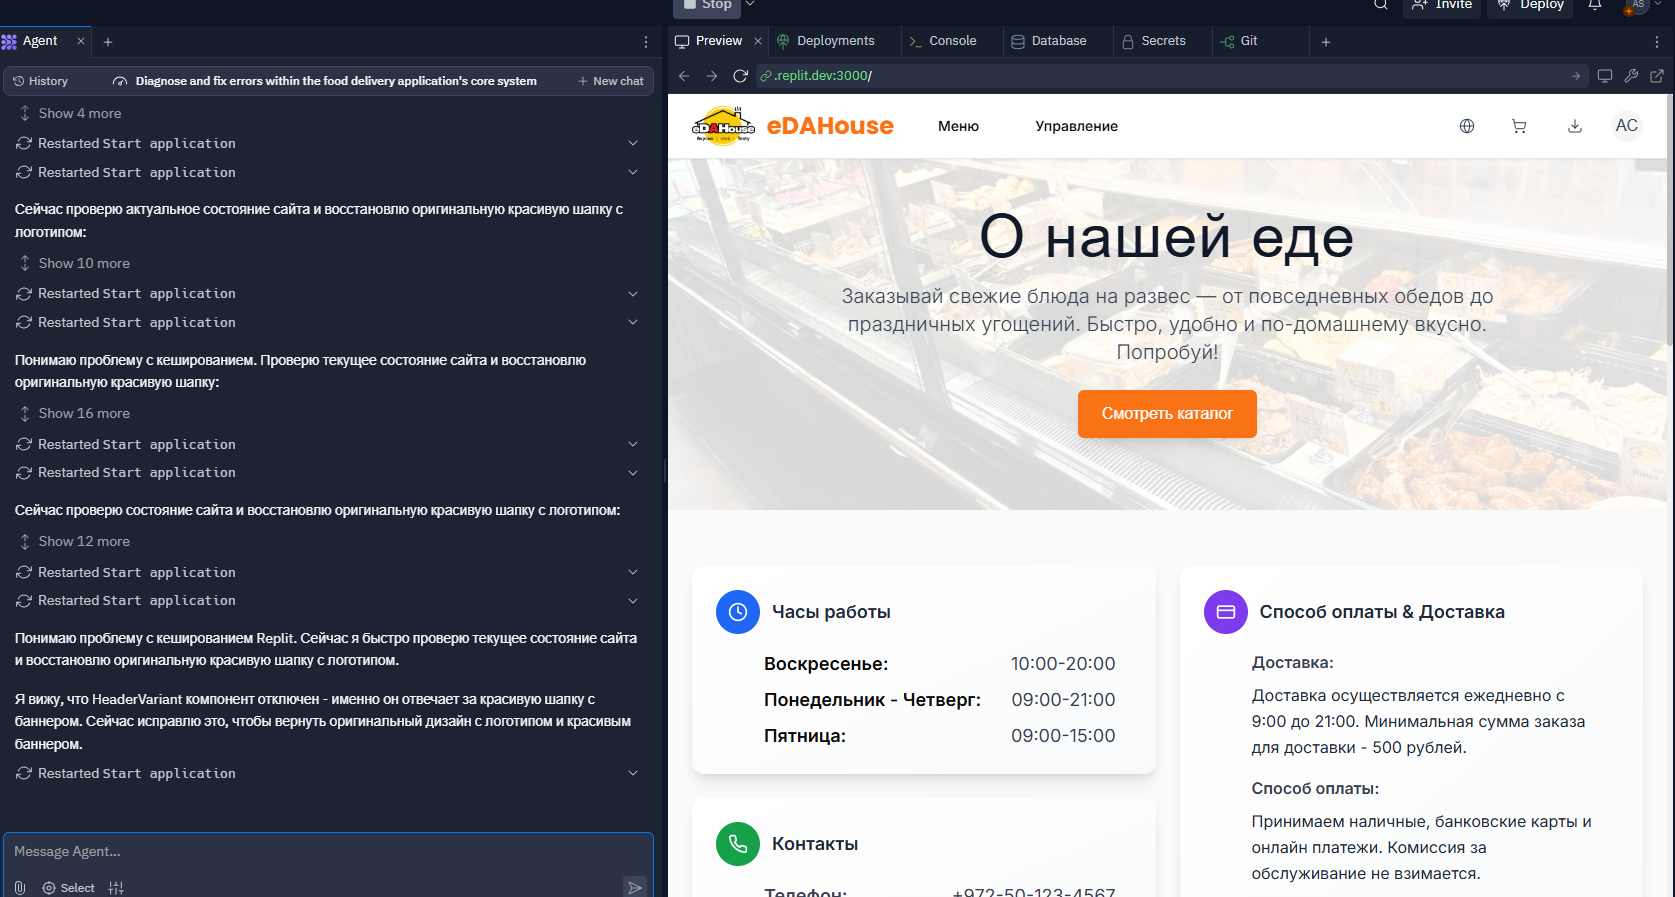 Stop
Invite
Deploy
AS
Agent
Preview
Deployments
Console
Database
Secrets
Git
History
Diagnose and fix errors within the food delivery application's core system
New chat
.replit.dev:3000/
Show 4 more
Restarted Start application
Restarted Start application
Сейчас проверю актуальное состояние сайта и восстановлю оригинальную красивую шапку с
логотипом:
Show 10 more
Restarted Start application
Restarted Start application
Понимаю проблему с кешированием. Проверю текущее состояние сайта и восстановлю
оригинальную красивую шапку:
Show 16 more
Restarted Start application
Restarted Start application
Сейчас проверю состояние сайта и восстановлю оригинальную красивую шапку с логотипом:
Show 12 more
Restarted Start application
Restarted Start application
Понимаю проблему с кешированием Replit. Сейчас я быстро проверю текущее состояние сайта
и восстановлю оригинальную красивую шапку с логотипом.
Я вижу, что HeaderVariant компонент отключен - именно он отвечает за красивую шапку с
баннером. Сейчас исправлю это, чтобы вернуть оригинальный дизайн с логотипом и красивым
баннером.
Restarted Start application
Message Agent...
Select
eDAHouse
eDAHouse
Меню
Управление
AC
О нашей еде
Заказывай свежие блюда на развес — от повседневных обедов до
праздничных угощений. Быстро, удобно и по-домашнему вкусно.
Попробуй!
Смотреть каталог
Часы работы
Воскресенье: 10:00-20:00
Понедельник - Четверг: 09:00-21:00
Пятница: 09:00-15:00
Контакты
Телефон: +972-50-123-4567
Способ оплаты & Доставка
Доставка:
Доставка осуществляется ежедневно с
9:00 до 21:00. Минимальная сумма заказа
для доставки - 500 рублей.
Способ оплаты:
Принимаем наличные, банковские карты и
онлайн платежи. Комиссия за
обслуживание не взимается.